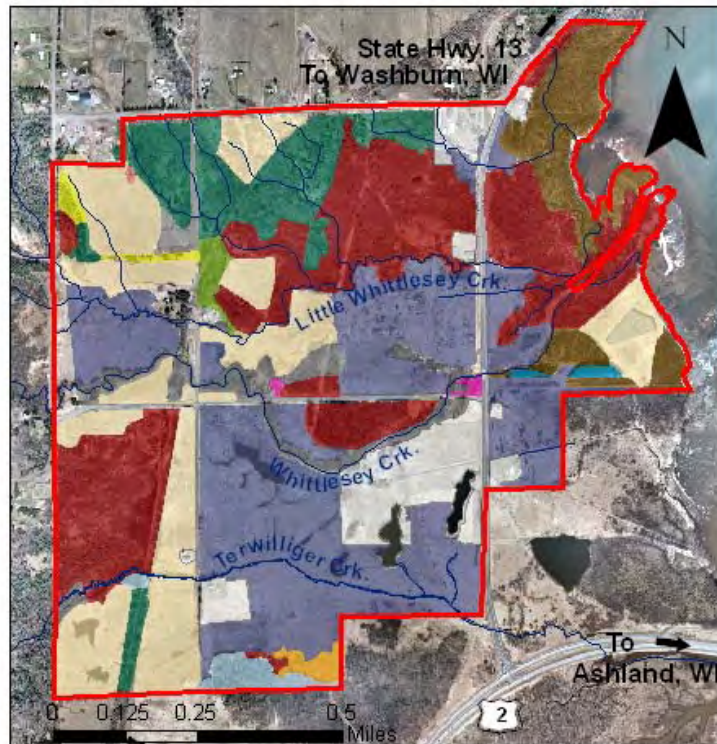 State Hwy. 13
To Washburn, WI
N
Little Whittlesey Crk.
Whittlesey Crk.
Terwilliger Crk.
To
Ashland, WI
2
0 0.125 0.25 0.5
Miles